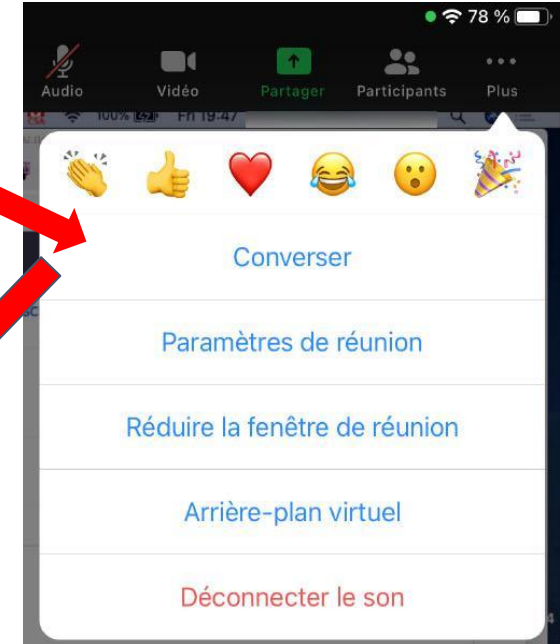 78 %
Audio Vidéo Partager Participants Plus
100% Fri 19:47
Converser
Paramètres de réunion
Réduire la fenêtre de réunion
Arrière-plan virtuel
Déconnecter le son